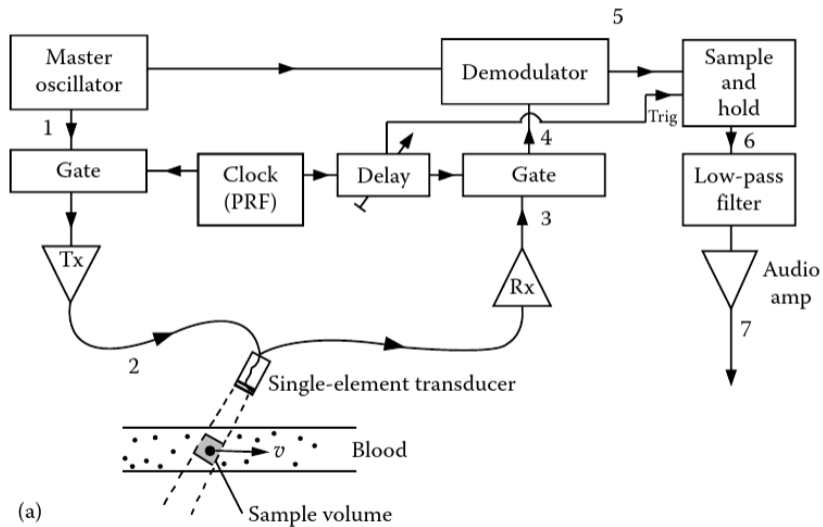 5
Master
oscillator
Demodulator
Sample
and
hold
Trig
1
4
6
Gate
Clock
(PRF)
Delay
Gate
Low-pass
filter
3
Tx
Rx
Audio
amp
7
2
Single-element transducer
v
Blood
(a)
Sample volume